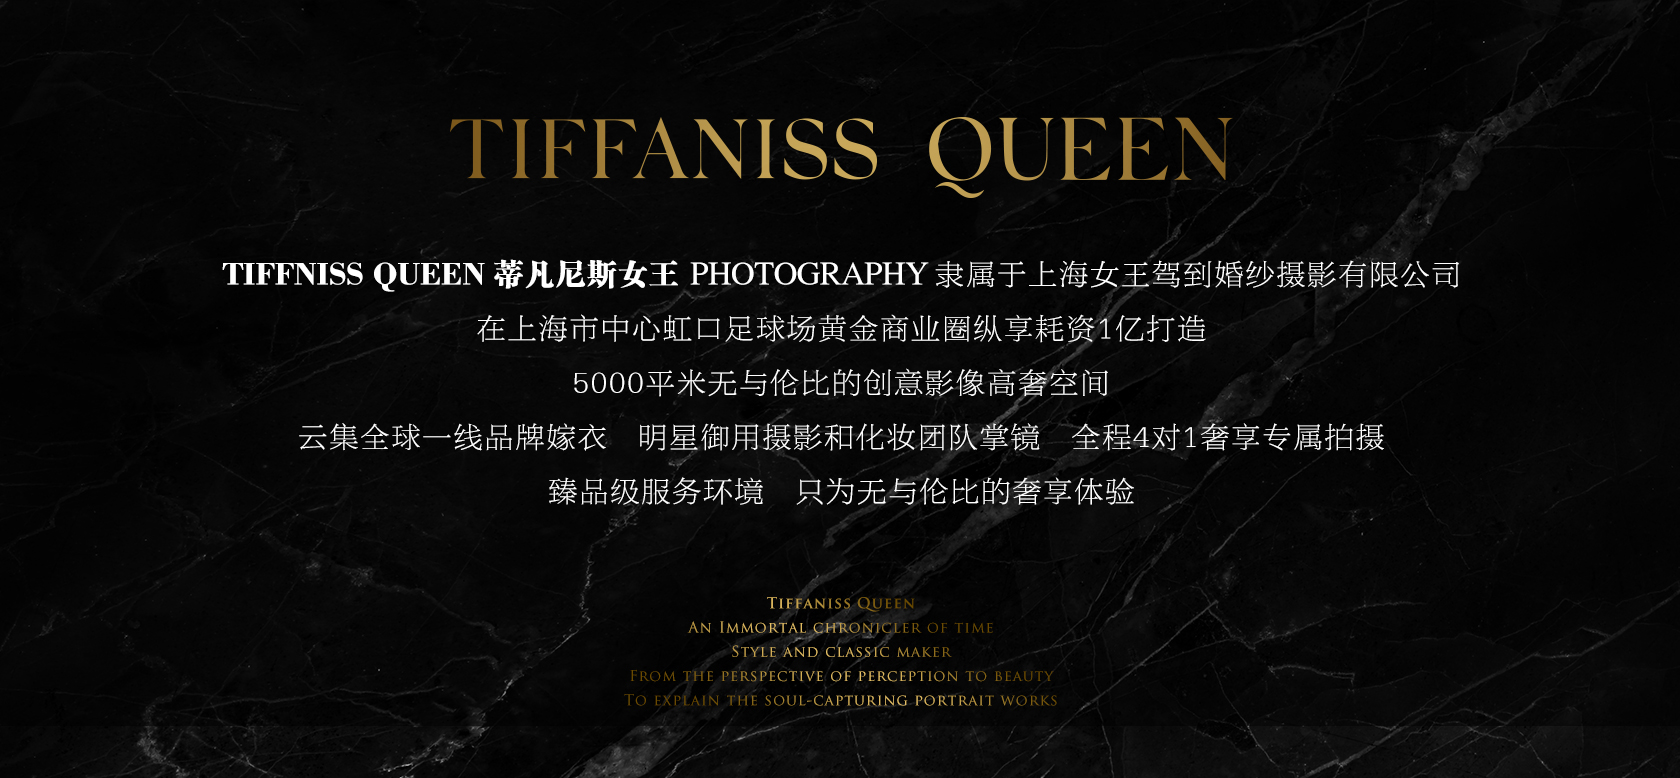 TIFFANISS QUEEN
TIFFNISS QUEEN 蒂凡尼斯女王 PHOTOGRAPHY 隶属于上海女王驾到婚纱摄影有限公司
在上海市中心虹口足球场黄金商业圈纵享耗资1亿打造
5000平米无与伦比的创意影像高奢空间
云集全球一线品牌嫁衣 明星御用摄影和化妆团队掌镜 全程4对1奢享专属拍摄
臻品级服务环境 只为无与伦比的奢享体验
TIFFANISS QUEEN
AN IMMORTAL CHRONICLER OF TIME
STYLE AND CLASSIC MAKER
FROM THE PERSPECTIVE OF PERCEPTION TO BEAUTY
TO EXPLAIN THE SOUL-CAPTURING PORTRAIT WORKS